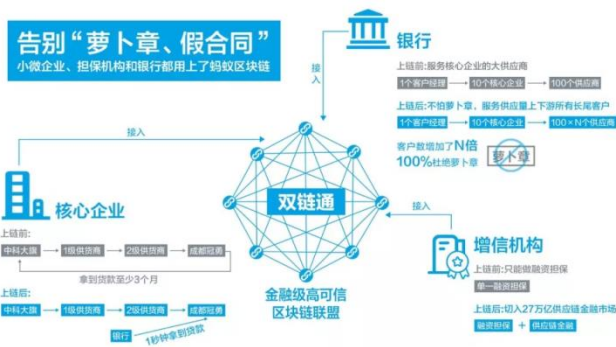 告别“萝卜章、假合同”
小微企业、担保机构和银行都用上了蚂蚁区块链
接入
银行
上链前:服务核心企业的大供应商
1个客户经理 10个核心企业 100个供应商
上链后:不怕萝卜章，服务供应量上下游所有长尾客户
1个客户经理 10个核心企业 100×N个供应商
客户数增加了N倍
100%杜绝萝卜章
萝卜章
接入
核心企业
上链前:
中科大旗 1级供货商 2级供货商 成都冠勇
拿到贷款至少3个月
上链后:
中科大旗 1级供货商 2级供货商 成都冠勇
银行 1秒钟拿到贷款
双链通
金融级高可信
区块链联盟
接入
增信机构
上链前:只能做融资担保
单一融资担保
上链后:切入27万亿供应链金融市场
融资担保 + 供应链金融